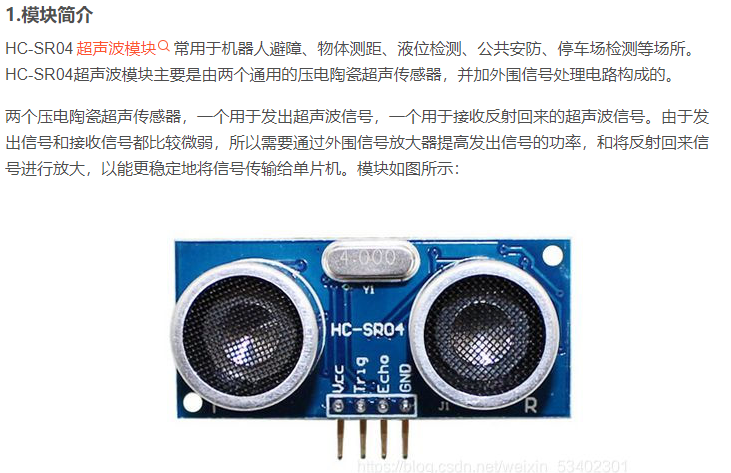 1.模块简介
HC-SR04 超声波模块 常用于机器人避障、物体测距、液位检测、公共安防、停车场检测等场所。
HC-SR04超声波模块主要是由两个通用的压电陶瓷超声传感器，并加外围信号处理电路构成的。
两个压电陶瓷超声传感器，一个用于发出超声波信号，一个用于接收反射回来的超声波信号。由于发
出信号和接收信号都比较微弱，所以需要通过外围信号放大器提高发出信号的功率，和将反射回来信
号进行放大，以能更稳定地将信号传输给单片机。模块如图所示：
4.000
Y1
HC-SR04
Vcc
Trig
Echo
GND
T
J1
R
https://blog.csdn.net/weixin_53402301